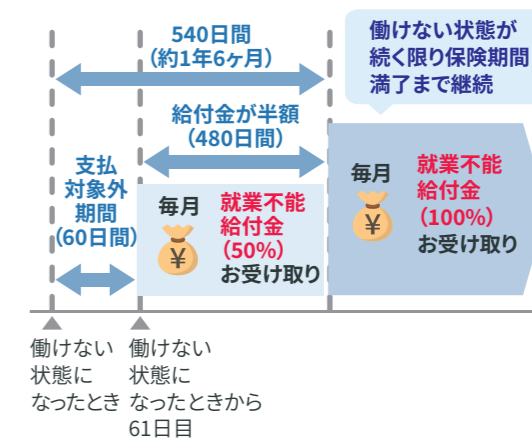 540日間
（約1年6ヶ月）
働けない状態が
続く限り保険期間
満了まで継続
給付金が半額
（480日間）
支払
対象外
期間
（60日間）
毎月
¥
就業不能
給付金
（50%）
お受け取り
毎月
¥
就業不能
給付金
（100%）
お受け取り
働けない
状態に
なったとき
働けない
状態に
なったときから
61日目